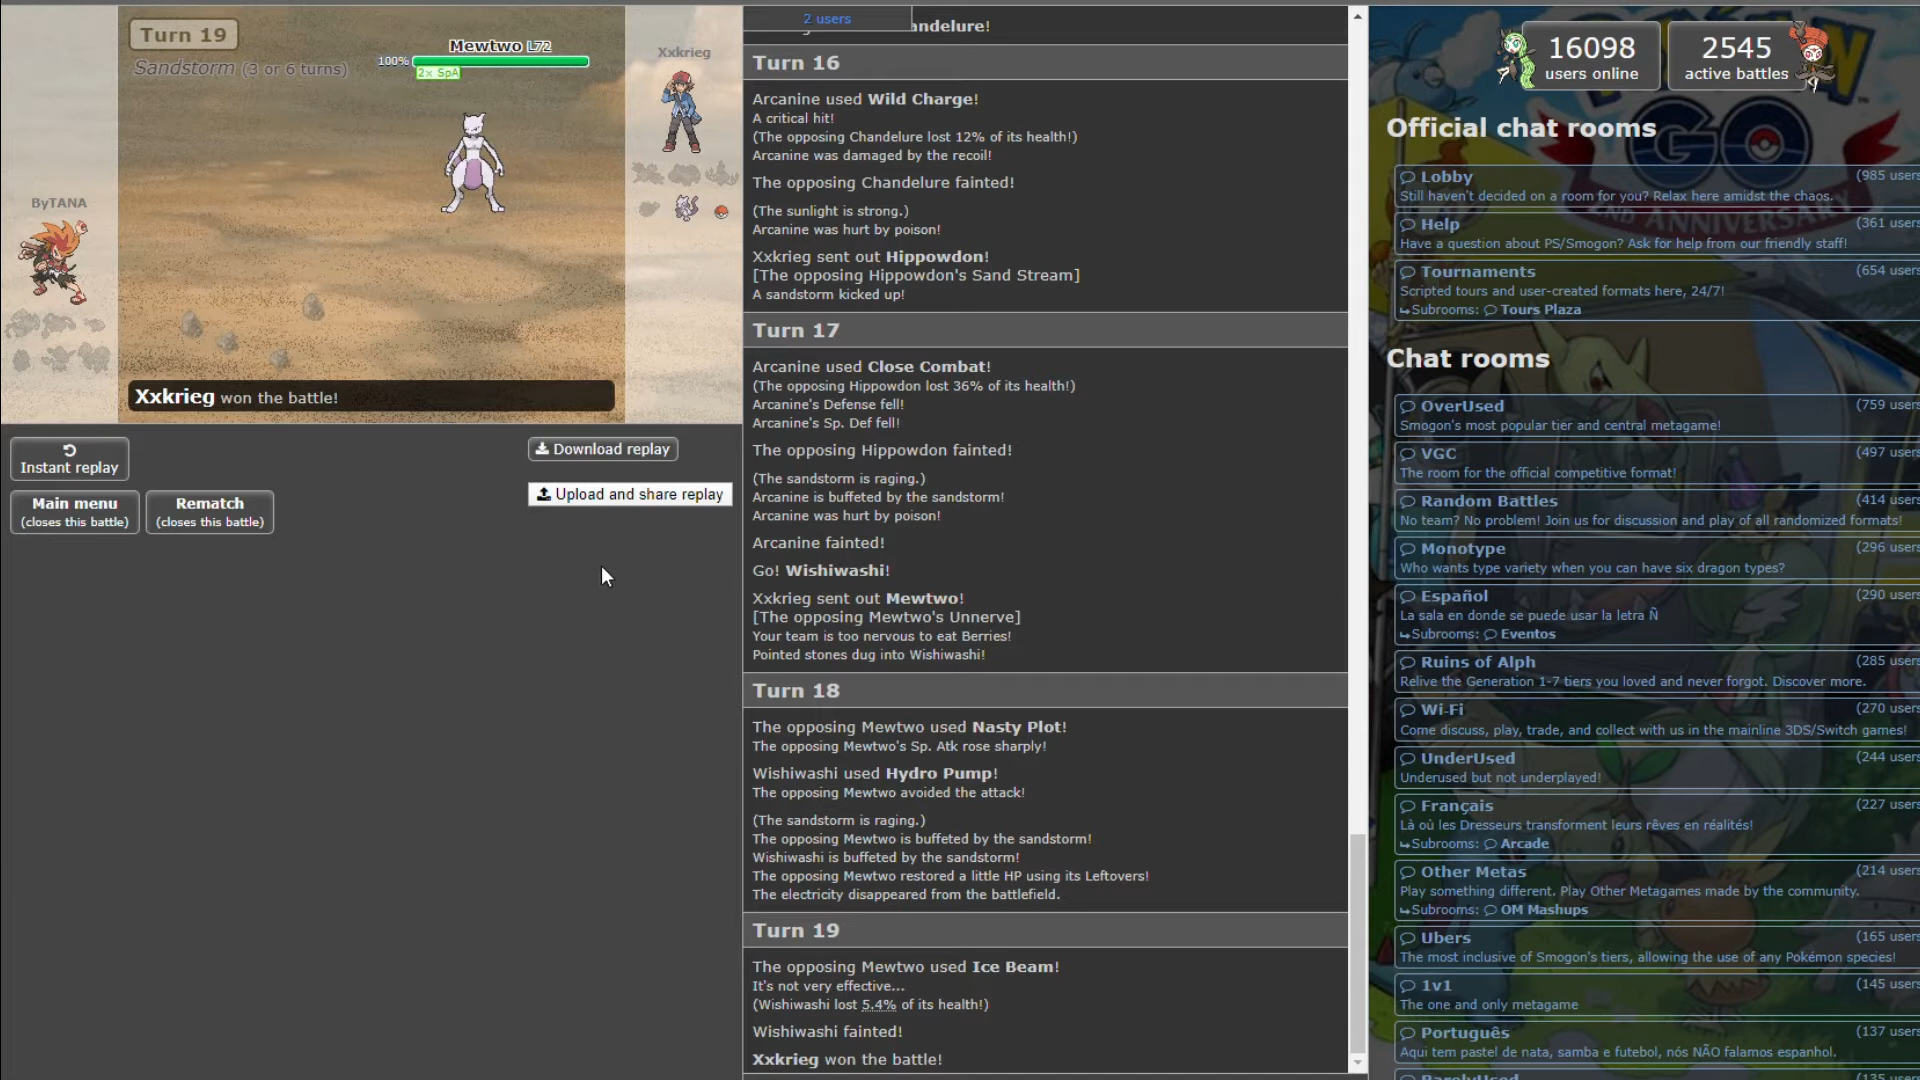 Turn 19
Sandstorm (3 or 6 turns)
Mewtwo L72
100%
2x SpA
Xxkrieg
ByTANA
Xxkrieg won the battle!
Instant replay
Download replay
Upload and share replay
Main menu
(closes this battle)
Rematch
(closes this battle)
2 users
andelure!
Turn 16
Arcanine used Wild Charge!
A critical hit!
(The opposing Chandelure lost 12% of its health!)
Arcanine was damaged by the recoil!
The opposing Chandelure fainted!
(The sunlight is strong.)
Arcanine was hurt by poison!
Xxkrieg sent out Hippowdon!
[The opposing Hippowdon's Sand Stream]
A sandstorm kicked up!
Turn 17
Arcanine used Close Combat!
(The opposing Hippowdon lost 36% of its health!)
Arcanine's Defense fell!
Arcanine's Sp. Def fell!
The opposing Hippowdon fainted!
(The sandstorm is raging.)
Arcanine is buffeted by the sandstorm!
Arcanine was hurt by poison!
Arcanine fainted!
Go! Wishiwashi!
Xxkrieg sent out Mewtwo!
[The opposing Mewtwo's Unnerve]
Your team is too nervous to eat Berries!
Pointed stones dug into Wishiwashi!
Turn 18
The opposing Mewtwo used Nasty Plot!
The opposing Mewtwo's Sp. Atk rose sharply!
Wishiwashi used Hydro Pump!
The opposing Mewtwo avoided the attack!
(The sandstorm is raging.)
The opposing Mewtwo is buffeted by the sandstorm!
Wishiwashi is buffeted by the sandstorm!
The opposing Mewtwo restored a little HP using its Leftovers!
The electricity disappeared from the battlefield.
Turn 19
The opposing Mewtwo used Ice Beam!
It's not very effective...
(Wishiwashi lost 5.4% of its health!)
Wishiwashi fainted!
Xxkrieg won the battle!
16098
users online
2545
active battles
Official chat rooms
Lobby (985 users
Still haven't decided on a room for you? Relax here amidst the chaos.
Help (361 users
Have a question about PS/Smogon? Ask for help from our friendly staff!
Tournaments (654 users
Scripted tours and user-created formats here, 24/7!
↳Subrooms: Tours Plaza
Chat rooms
OverUsed (759 users
Smogon's most popular tier and central metagame!
VGC (497 users
The room for the official competitive format!
Random Battles (414 users
No team? No problem! Join us for discussion and play of all randomized formats!
Monotype (296 users
Who wants type variety when you can have six dragon types?
Español (290 users
La sala en donde se puede usar la letra Ñ
↳Subrooms: Eventos
Ruins of Alph (285 users
Relive the Generation 1-7 tiers you loved and never forgot. Discover more.
Wi-Fi (270 users
Come discuss, play, trade, and collect with us in the mainline 3DS/Switch games!
UnderUsed (244 users
Underused but not underplayed!
Français (227 users
Là où les Dresseurs transforment leurs rêves en réalités!
↳Subrooms: Arcade
Other Metas (214 users
Play something different. Play Other Metagames made by the community.
↳Subrooms: OM Mashups
Ubers (165 users
The most inclusive of Smogon's tiers, allowing the use of any Pokémon species!
1v1 (145 users
The one and only metagame
Português (137 users
Aqui tem pastel de nata, samba e futebol, nós NÃO falamos espanhol.
RarelyUsed (135 users